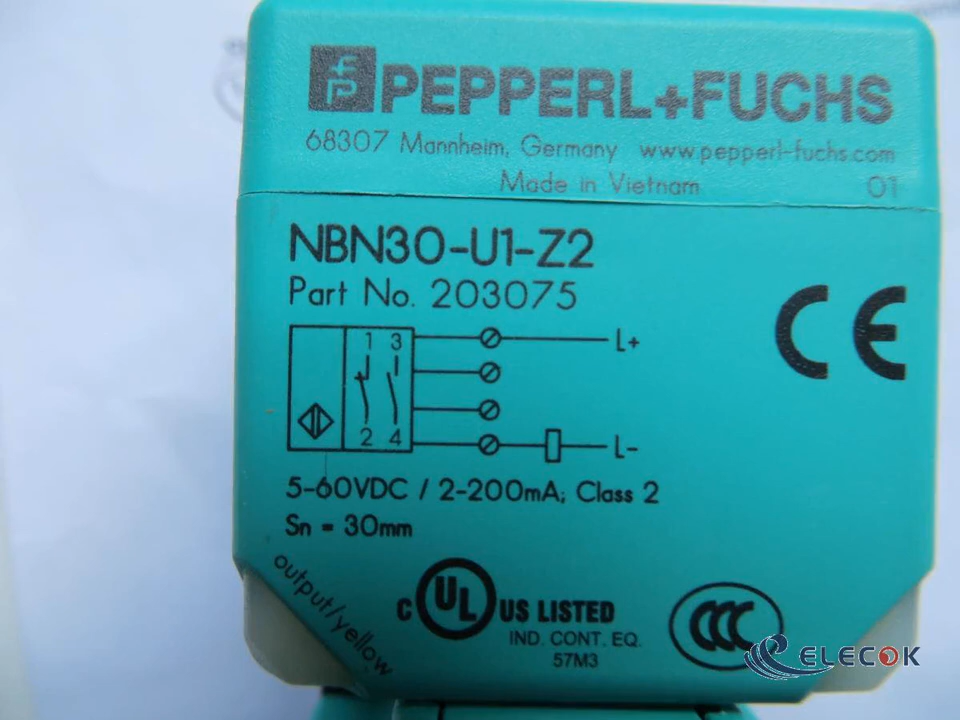 PEPPERL+FUCHS
68307 Mannheim, Germany www.pepperl-fuchs.com
Made in Vietnam 01
NBN30-U1-Z2
Part No. 203075
1 3
L+
2 4
L-
5-60VDC / 2-200mA; Class 2
Sn = 30mm
output/yellow
C UL US LISTED
IND. CONT. EQ.
57M3
CE
CCC
ELECOK